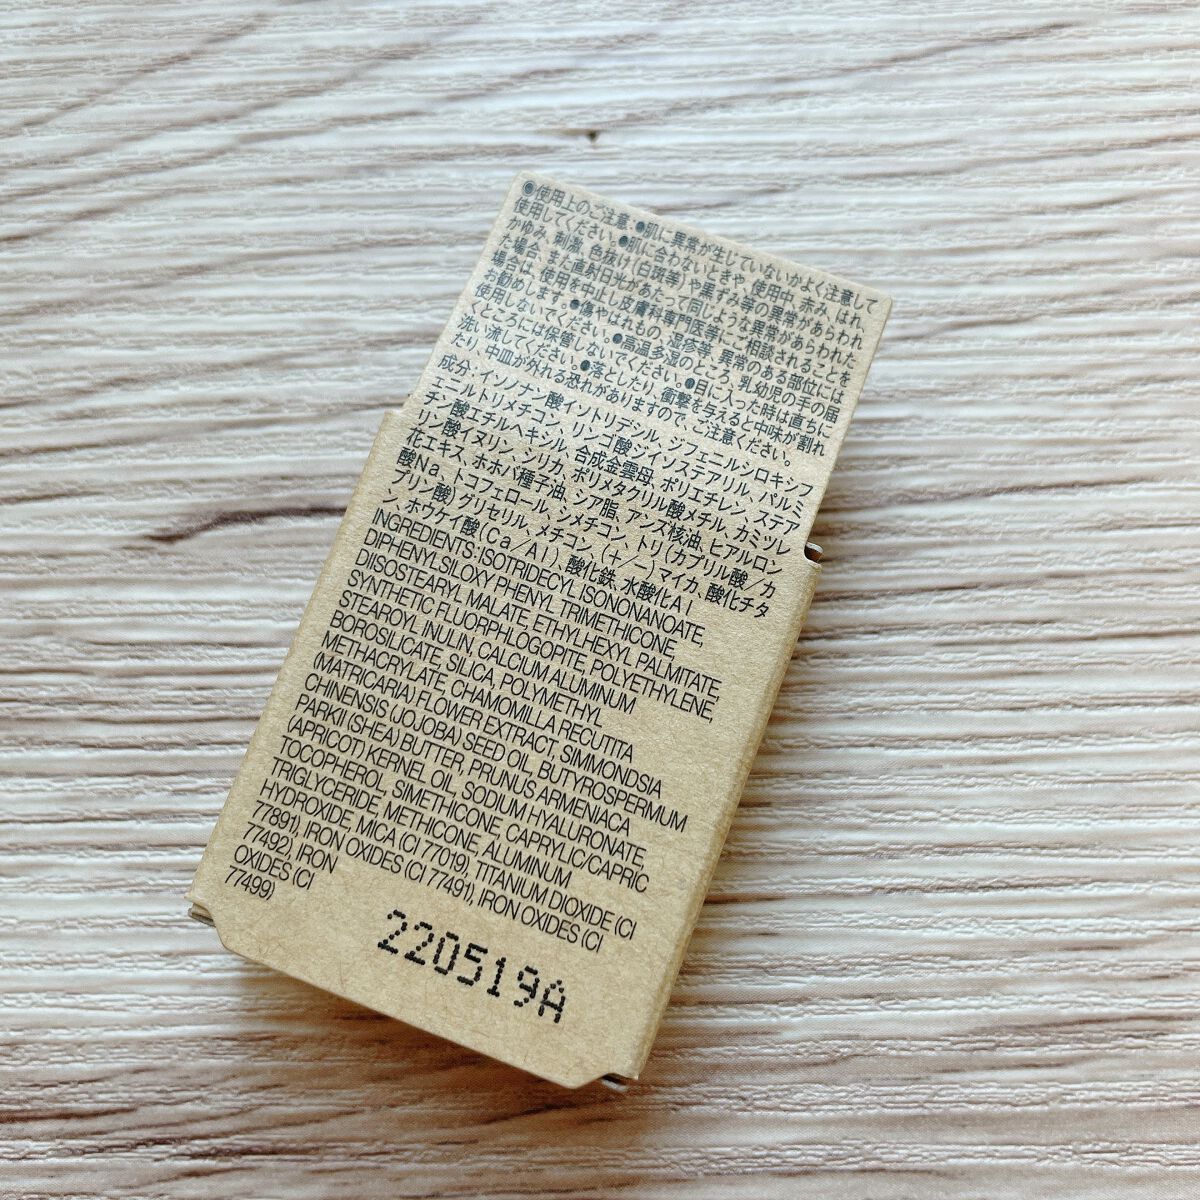 ●使用上のご注意:●肌に異常が生じていないかよく注意して
使用してください。●肌に合わないときや、使用中、赤み、はれ、
かゆみ、刺激、色抜け(白斑等)や黒ずみ等の異常があらわれ
た場合、また直射日光があたって同じような異常があらわれた
場合は、使用を中止し皮膚科専門医等にご相談されることを
お勧めします。●傷やはれもの、湿疹等、異常のある部位には
使用しないでください。●高温多湿のところ、乳幼児の手の届
くところには保管しないでください。●目に入った時は直ちに
洗い流してください。●落としたり、衝撃を与えると中味が割れ
たり、中皿が外れる恐れがありますので、ご注意ください。
成分:イソノナン酸イソトリデシル、ジフェニルシロキシフ
ェニルトリメチコン、リンゴ酸ジイソステアリル、パルミ
チン酸エチルヘキシル、合成金雲母、ポリエチレン、ステア
リン酸イヌリン、シリカ、ポリメタクリル酸メチル、カミツレ
花エキス、ホホバ種子油、シア脂、アンズ核油、ヒアルロン
酸Na、トコフェロール、シメチコン、トリ(カプリル酸/カ
プリン酸)グリセリル、メチコン、(+/−)マイカ、酸化チタ
ン、ホウケイ酸(Ca/Al)、酸化鉄、水酸化Al
INGREDIENTS: ISOTRIDECYL ISONONANOATE,
DIPHENYLSILOXY PHENYL TRIMETHICONE,
DIISOSTEARYL MALATE, ETHYLHEXYL PALMITATE,
SYNTHETIC FLUORPHLOGOPITE, POLYETHYLENE,
STEAROYL INULIN, CALCIUM ALUMINUM
BOROSILICATE, SILICA, POLYMETHYL
METHACRYLATE, CHAMOMILLA RECUTITA
(MATRICARIA) FLOWER EXTRACT, SIMMONDSIA
CHINENSIS (JOJOBA) SEED OIL, BUTYROSPERMUM
PARKII (SHEA) BUTTER, PRUNUS ARMENIACA
(APRICOT) KERNEL OIL, SODIUM HYALURONATE,
TOCOPHEROL, SIMETHICONE, CAPRYLIC/CAPRIC
TRIGLYCERIDE, METHICONE, ALUMINUM
HYDROXIDE, MICA (CI 77019), TITANIUM DIOXIDE (CI
77891), IRON OXIDES (CI 77491), IRON OXIDES (CI
77492), IRON
OXIDES (CI
77499)
220519A